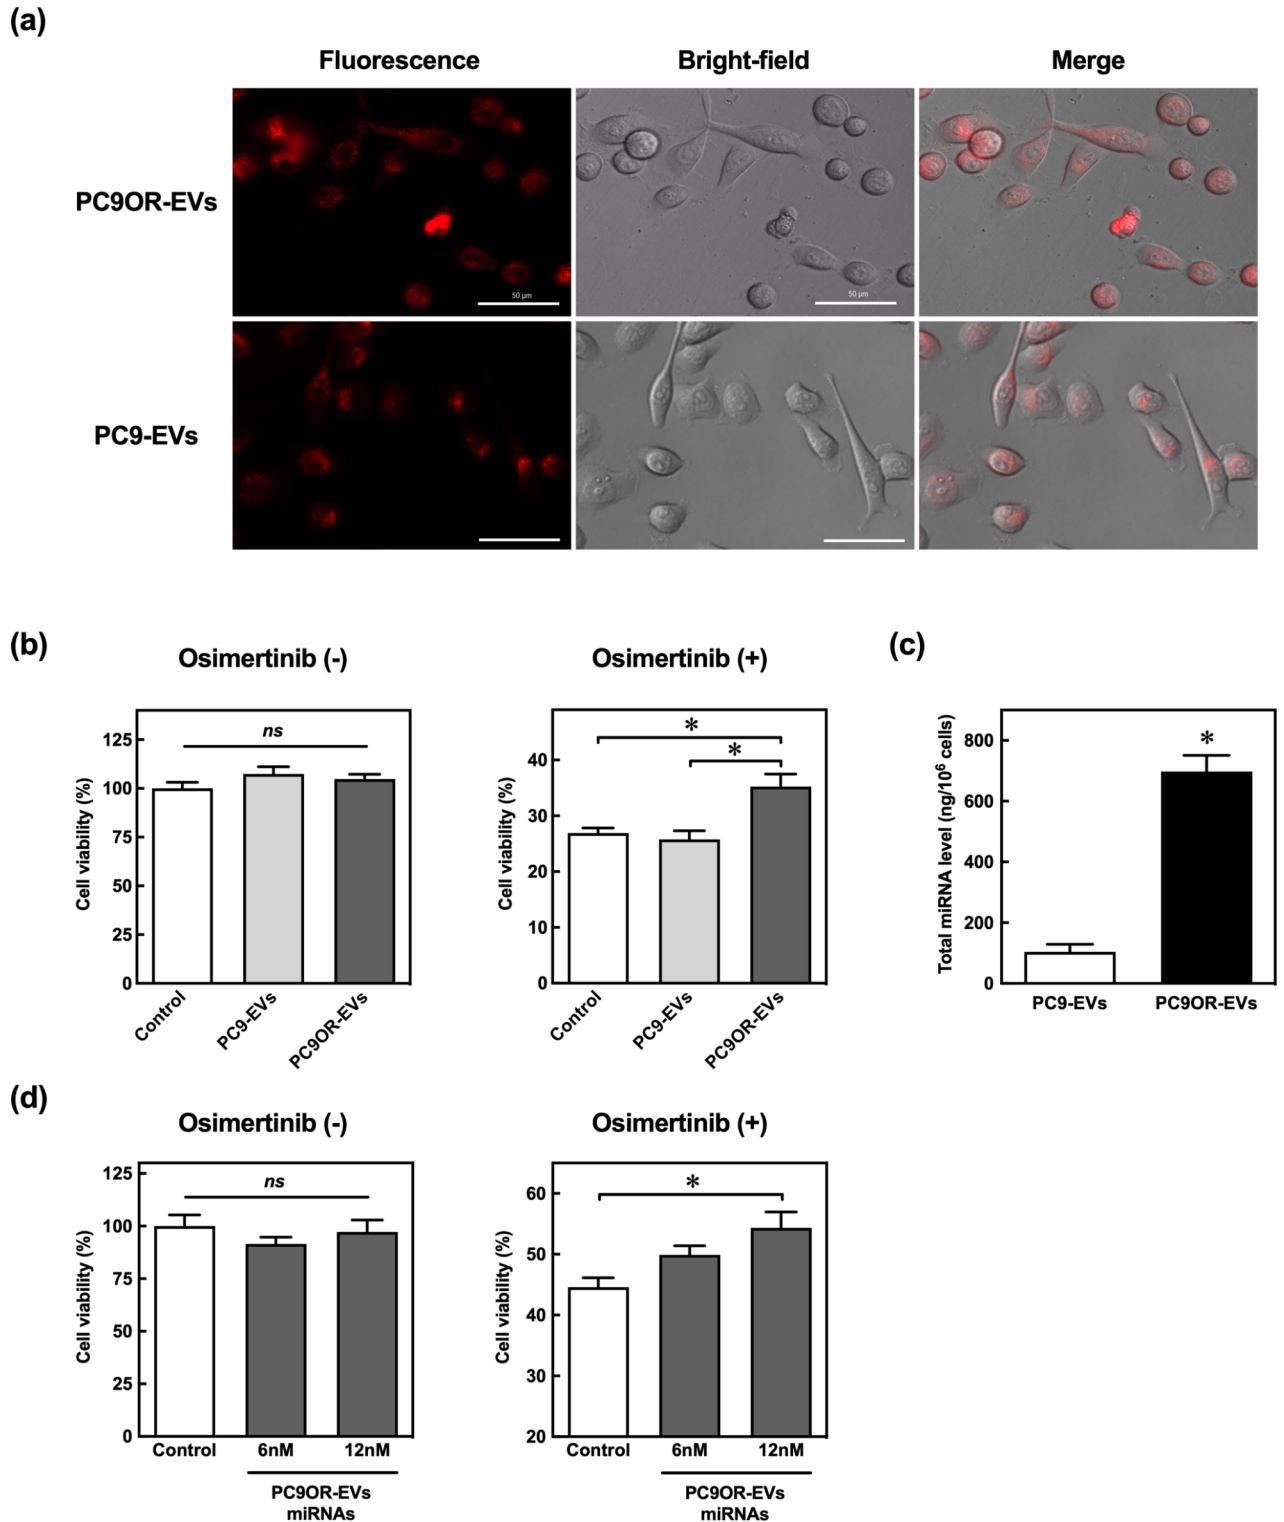 (a)
Fluorescence Bright-field Merge
PC9OR-EVs
50 µm 50 µm
PC9-EVs
(b)
Osimertinib (-)
Cell viability (%)
125
100
75
50
25
0
ns
Control
PC9-EVs
PC9OR-EVs
Osimertinib (+)
Cell viability (%)
40
30
20
10
0
*
*
Control
PC9-EVs
PC9OR-EVs
(c)
Total miRNA level (ng/10⁶ cells)
800
600
400
200
0
*
PC9-EVs PC9OR-EVs
(d)
Osimertinib (-)
Cell viability (%)
125
100
75
50
25
0
ns
Control 6nM 12nM
PC9OR-EVs
miRNAs
Osimertinib (+)
Cell viability (%)
60
50
40
30
20
*
Control 6nM 12nM
PC9OR-EVs
miRNAs